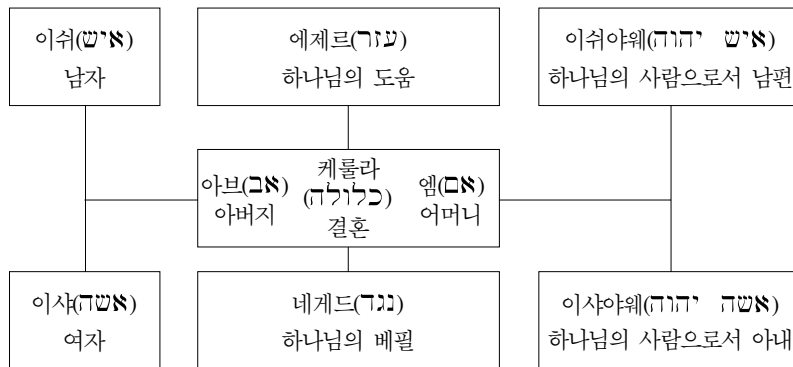 이쉬(איש)
남자
에제르(עזר)
하나님의 도움
이쉬야웨(איש יהוה)
하나님의 사람으로서 남편
아브(אב)
아버지
케룰라
(כלולה)
결혼
엠(אם)
어머니
이샤(אשה)
여자
네게드(נגד)
하나님의 베필
이샤야웨(אשה יהוה)
하나님의 사람으로서 아내